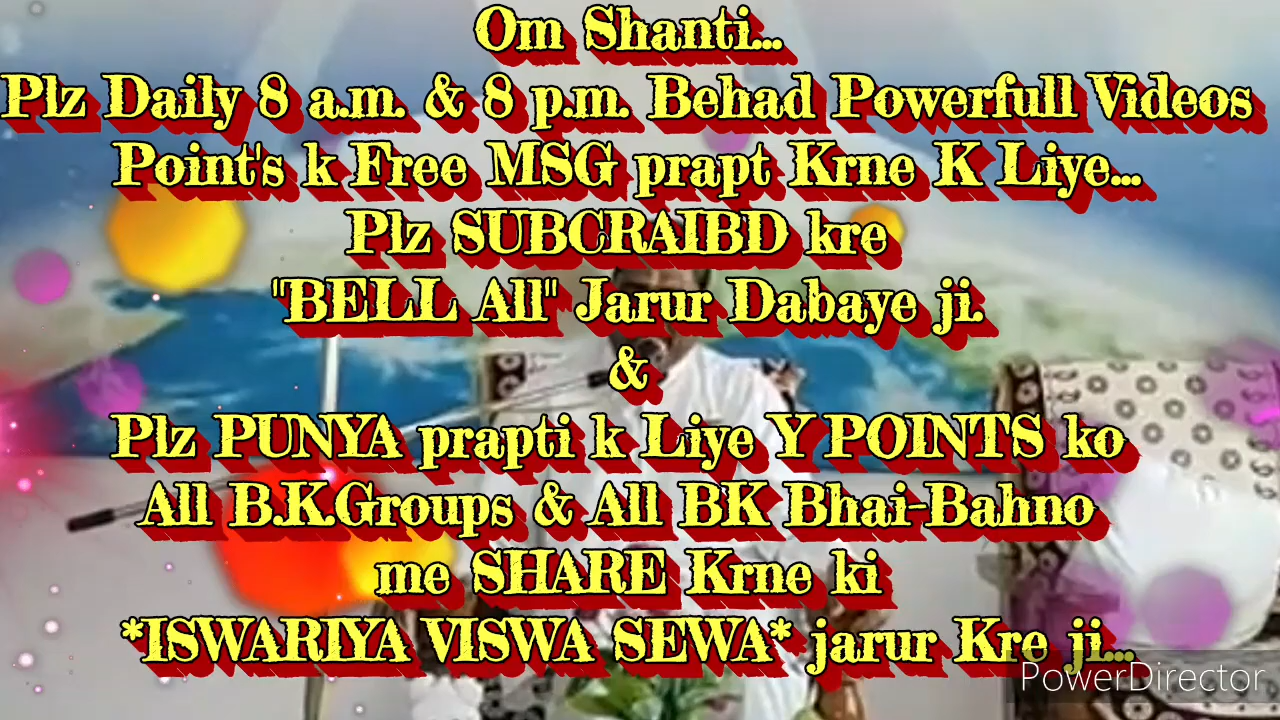 Om Shanti...
Plz Daily 8 a.m. & 8 p.m. Behad Powerfull Videos
Point's k Free MSG prapt Krne K Liye...
Plz SUBCRAIBD kre
"BELL All" Jarur Dabaye ji.
&
Plz PUNYA prapti k Liye Y POINTS ko
All B.K.Groups & All BK Bhai-Bahno
me SHARE Krne ki
*ISWARIYA VISWA SEWA* jarur Kre ji...
PowerDirector